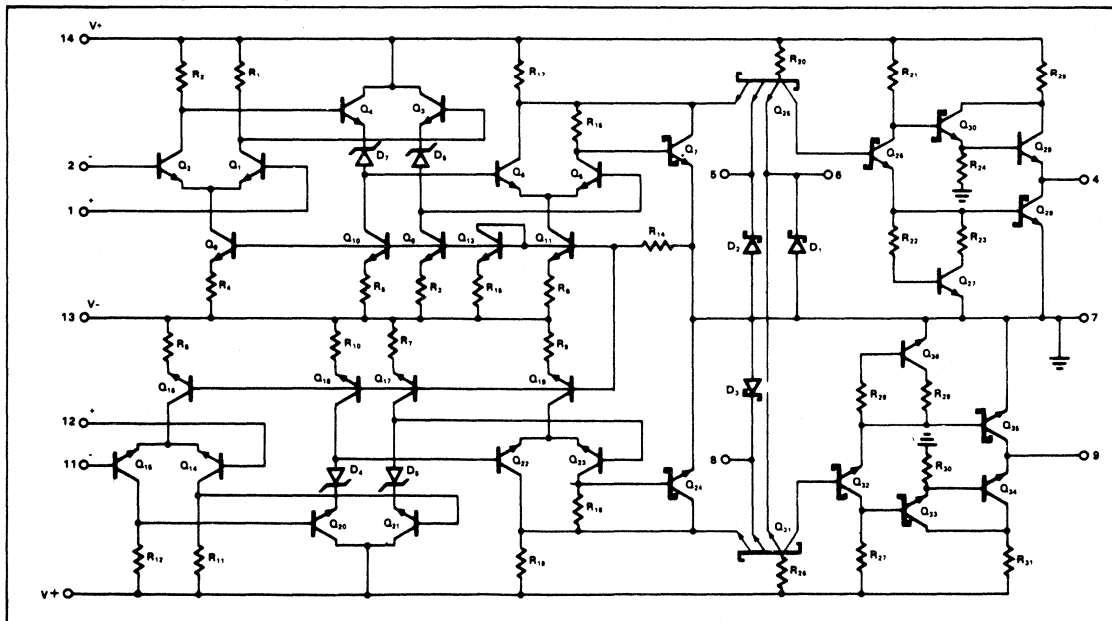 14 V+
R2 R1 R17 R20 R21 R25
Q4 Q3 R16 Q25 Q30
Q7 Q26 R24 Q29
2 - Q2 Q1 D7 D6 Q5 Q6 5 6 4
1 + Q28
Q9 Q10 Q8 Q13 Q11 R14 D2 D1 R22 R23
R4 R5 R3 R15 R6 Q27
13 V- 7
R8 R10 R7 R9 Q36
Q18 Q17 Q19 D3 R28 R29
12 + Q35
11 - Q15 Q14 D4 D5 Q22 Q23 8 9
Q24 Q32 R30 Q34
Q20 Q21 R18 Q31 Q33
R12 R11 R26 R27 R31
V+